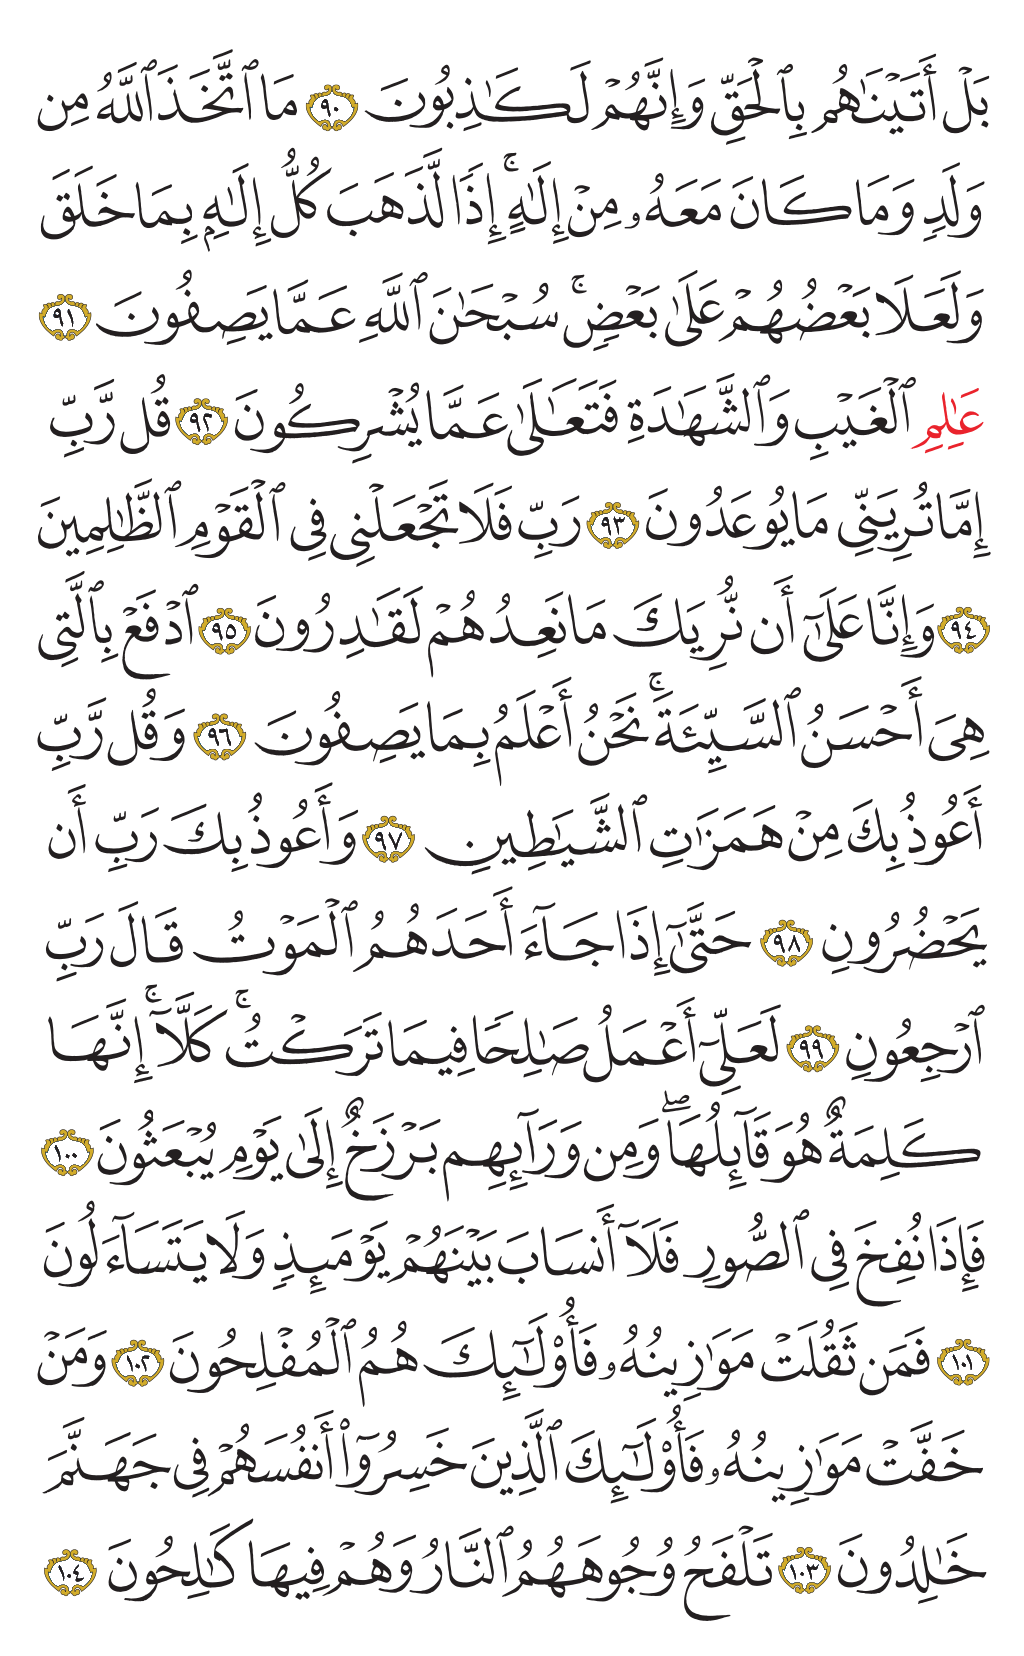 بَلْ أَتَيْنَٰهُم بِٱلْحَقِّ وَإِنَّهُمْ لَكَٰذِبُونَ ٩٠ مَا ٱتَّخَذَ ٱللَّهُ مِن
وَلَدٍ وَمَا كَانَ مَعَهُۥ مِنْ إِلَٰهٍۚ إِذًا لَّذَهَبَ كُلُّ إِلَٰهٍۭ بِمَا خَلَقَ
وَلَعَلَا بَعْضُهُمْ عَلَىٰ بَعْضٍۚ سُبْحَٰنَ ٱللَّهِ عَمَّا يَصِفُونَ ٩١
عَٰلِمِ ٱلْغَيْبِ وَٱلشَّهَٰدَةِ فَتَعَٰلَىٰ عَمَّا يُشْرِكُونَ ٩٢ قُل رَّبِّ
إِمَّا تُرِيَنِّى مَا يُوعَدُونَ ٩٣ رَبِّ فَلَا تَجْعَلْنِى فِى ٱلْقَوْمِ ٱلظَّٰلِمِينَ
٩٤ وَإِنَّا عَلَىٰٓ أَن نُّرِيَكَ مَا نَعِدُهُمْ لَقَٰدِرُونَ ٩٥ ٱدْفَعْ بِٱلَّتِى
هِىَ أَحْسَنُ ٱلسَّيِّئَةَۚ نَحْنُ أَعْلَمُ بِمَا يَصِفُونَ ٩٦ وَقُل رَّبِّ
أَعُوذُ بِكَ مِنْ هَمَزَٰتِ ٱلشَّيَٰطِينِ ٩٧ وَأَعُوذُ بِكَ رَبِّ أَن
يَحْضُرُونِ ٩٨ حَتَّىٰٓ إِذَا جَآءَ أَحَدَهُمُ ٱلْمَوْتُ قَالَ رَبِّ
ٱرْجِعُونِ ٩٩ لَعَلِّىٓ أَعْمَلُ صَٰلِحًا فِيمَا تَرَكْتُۚ كَلَّآۚ إِنَّهَا
كَلِمَةٌ هُوَ قَآئِلُهَاۖ وَمِن وَرَآئِهِم بَرْزَخٌ إِلَىٰ يَوْمِ يُبْعَثُونَ ١٠٠
فَإِذَا نُفِخَ فِى ٱلصُّورِ فَلَآ أَنسَابَ بَيْنَهُمْ يَوْمَئِذٍ وَلَا يَتَسَآءَلُونَ
١٠١ فَمَن ثَقُلَتْ مَوَٰزِينُهُۥ فَأُو۟لَٰٓئِكَ هُمُ ٱلْمُفْلِحُونَ ١٠٢ وَمَنْ
خَفَّتْ مَوَٰزِينُهُۥ فَأُو۟لَٰٓئِكَ ٱلَّذِينَ خَسِرُوٓا۟ أَنفُسَهُمْ فِى جَهَنَّمَ
خَٰلِدُونَ ١٠٣ تَلْفَحُ وُجُوهَهُمُ ٱلنَّارُ وَهُمْ فِيهَا كَٰلِحُونَ ١٠٤